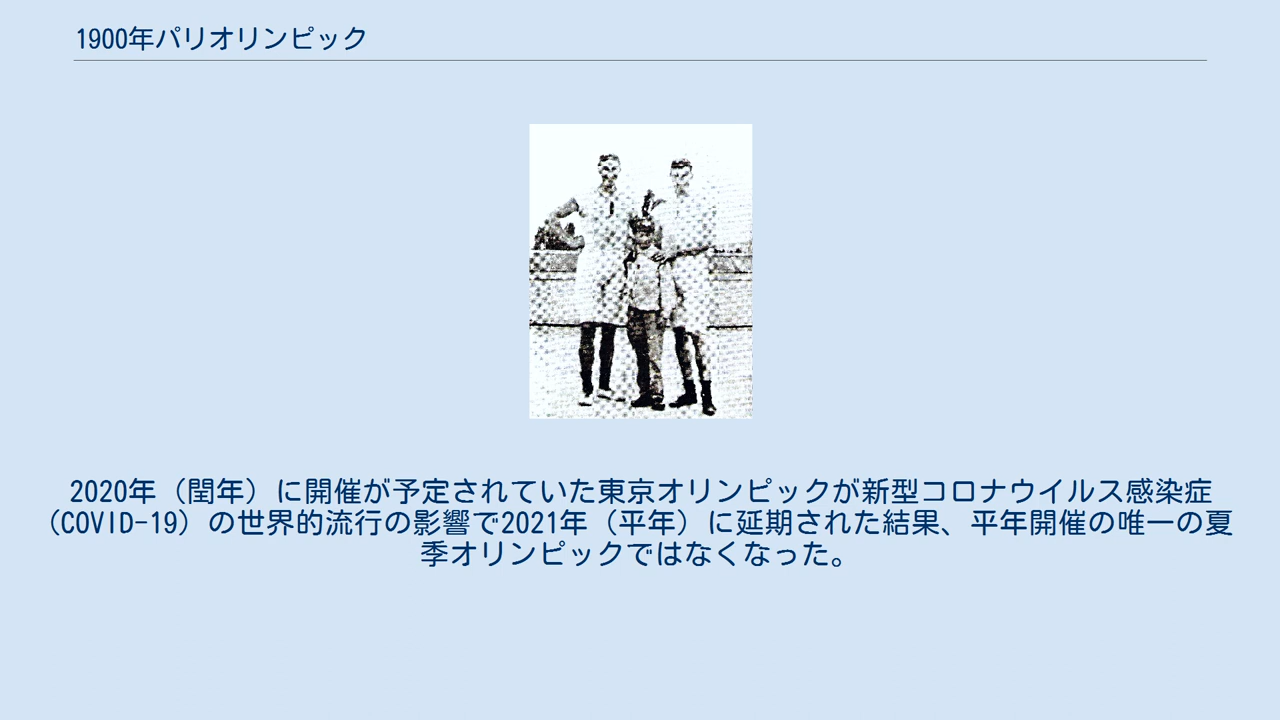 1900年パリオリンピック
2020年（閏年）に開催が予定されていた東京オリンピックが新型コロナウイルス感染症
（COVID-19）の世界的流行の影響で2021年（平年）に延期された結果、平年開催の唯一の夏
季オリンピックではなくなった。